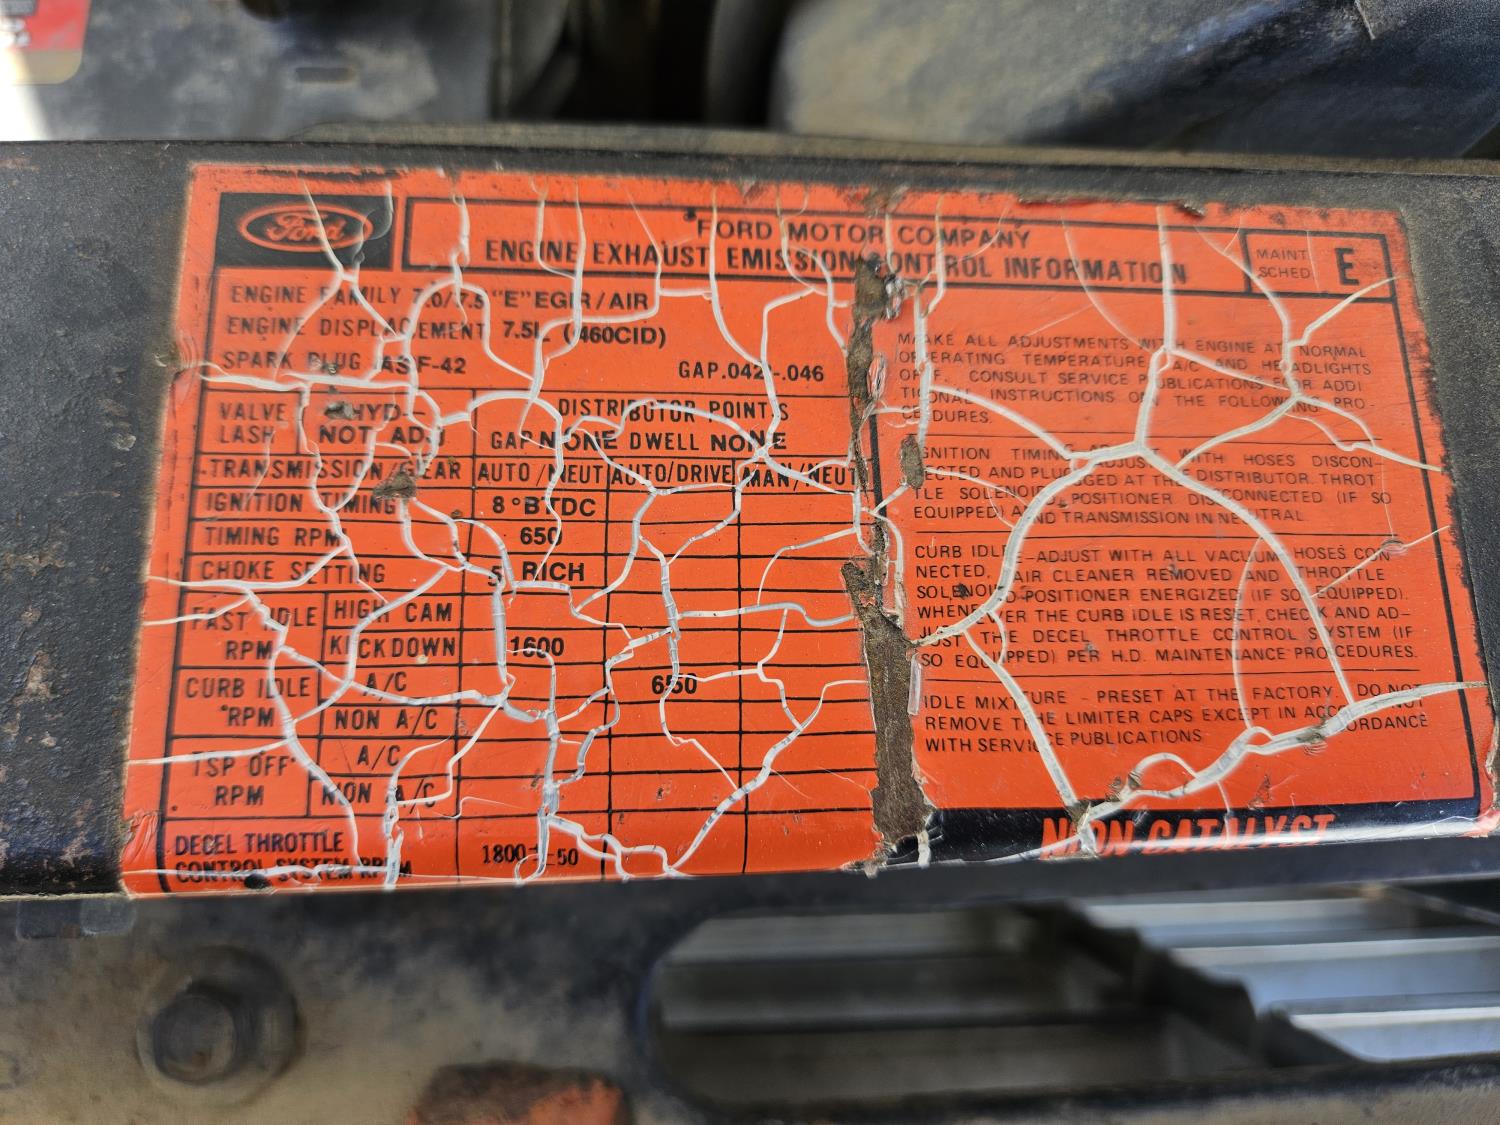 Ford
FORD MOTOR COMPANY
ENGINE EXHAUST EMISSION CONTROL INFORMATION
MAINT. SCHED. E
ENGINE FAMILY 7.0/7.5 "E" EGR/AIR
ENGINE DISPLACEMENT 7.5L (460CID)
SPARK PLUG ASF-42 GAP.042-.046
VALVE LASH HYD- NOT ADJ.
DISTRIBUTOR POINTS
GAP NONE DWELL NONE
TRANSMISSION/GEAR AUTO/NEUT AUTO/DRIVE MAN/NEUT
IGNITION TIMING 8°BTDC
TIMING RPM 650
CHOKE SETTING RICH
FAST IDLE RPM HIGH CAM
KICKDOWN 1600
CURB IDLE RPM A/C 650
NON A/C
TSP OFF RPM A/C
NON A/C
DECEL THROTTLE
CONTROL SYSTEM RPM 1800±50
MAKE ALL ADJUSTMENTS WITH ENGINE AT NORMAL
OPERATING TEMPERATURE, A/C AND HEADLIGHTS
OFF. CONSULT SERVICE PUBLICATIONS FOR ADDI-
TIONAL INSTRUCTIONS ON THE FOLLOWING PRO-
CEDURES.
IGNITION TIMING-ADJUST WITH HOSES DISCON-
NECTED AND PLUGGED AT THE DISTRIBUTOR. THROT
TLE SOLENOID POSITIONER DISCONNECTED (IF SO
EQUIPPED) AND TRANSMISSION IN NEUTRAL
CURB IDLE-ADJUST WITH ALL VACUUM HOSES CON-
NECTED, AIR CLEANER REMOVED AND THROTTLE
SOLENOID POSITIONER ENERGIZED (IF SO EQUIPPED).
WHENEVER THE CURB IDLE IS RESET, CHECK AND AD-
JUST THE DECEL THROTTLE CONTROL SYSTEM (IF
SO EQUIPPED) PER H.D. MAINTENANCE PROCEDURES.
IDLE MIXTURE - PRESET AT THE FACTORY. DO NOT
REMOVE THE LIMITER CAPS EXCEPT IN ACCORDANCE
WITH SERVICE PUBLICATIONS
NON-CATALYST